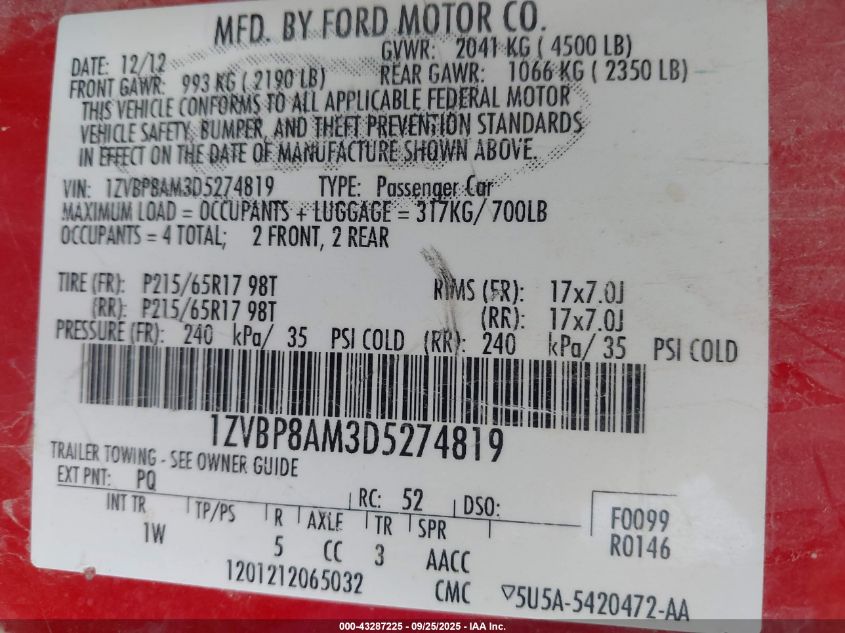 MFD. BY FORD MOTOR CO.
DATE: 12/12 GVWR: 2041 KG ( 4500 LB)
FRONT GAWR: 993 KG ( 2190 LB) REAR GAWR: 1066 KG ( 2350 LB)
THIS VEHICLE CONFORMS TO ALL APPLICABLE FEDERAL MOTOR
VEHICLE SAFETY, BUMPER, AND THEFT PREVENTION STANDARDS
IN EFFECT ON THE DATE OF MANUFACTURE SHOWN ABOVE.
VIN: 1ZVBP8AM3D5274819 TYPE: Passenger Car
MAXIMUM LOAD = OCCUPANTS + LUGGAGE = 317KG/ 700LB
OCCUPANTS = 4 TOTAL; 2 FRONT, 2 REAR
TIRE (FR): P215/65R17 98T RIMS (FR): 17x7.0J
(RR): P215/65R17 98T (RR): 17x7.0J
PRESSURE (FR): 240 kPa/ 35 PSI COLD (RR): 240 kPa/ 35 PSI COLD
1ZVBP8AM3D5274819
TRAILER TOWING - SEE OWNER GUIDE
EXT PNT: PQ RC: 52 DSO: F0099
INT TR TP/PS R AXLE TR SPR R0146
1W 5 CC 3 AACC
1201212065032 CMC ▽5U5A-5420472-AA
000-43287225 - 09/25/2025 - IAA Inc.